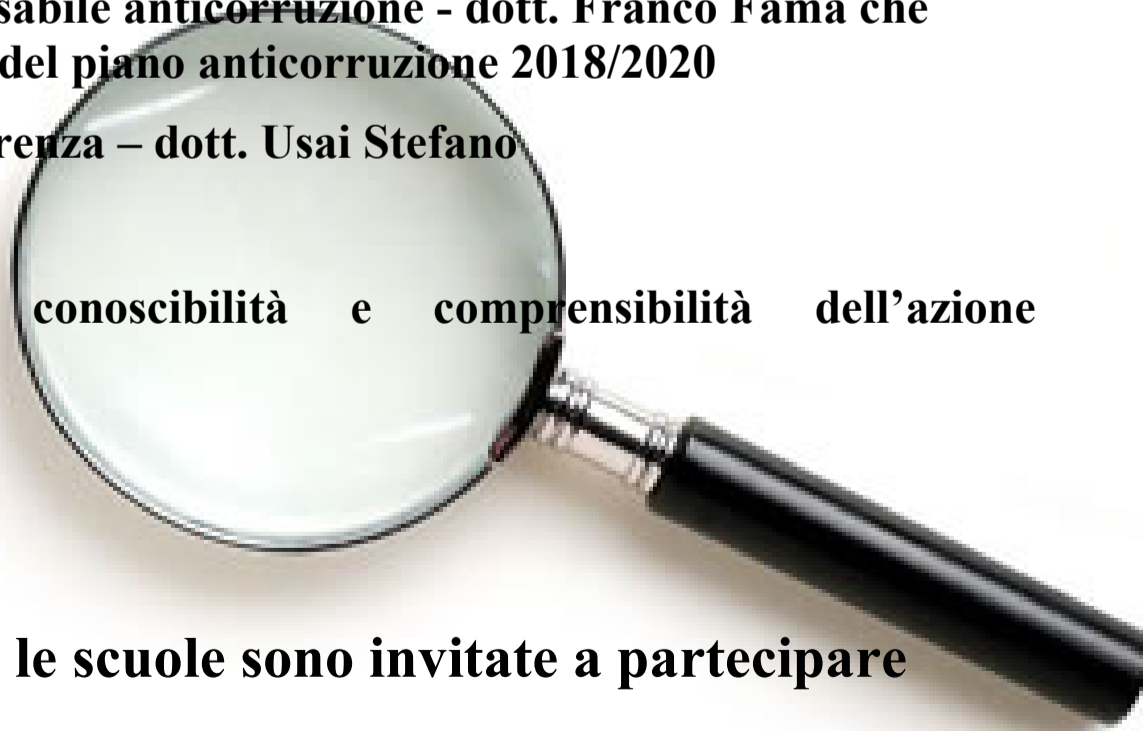 sabile anticorruzione - dott. Franco Fama che
del piano anticorruzione 2018/2020
renza – dott. Usai Stefano
conoscibilità e comprensibilità dell’azione
le scuole sono invitate a partecipare